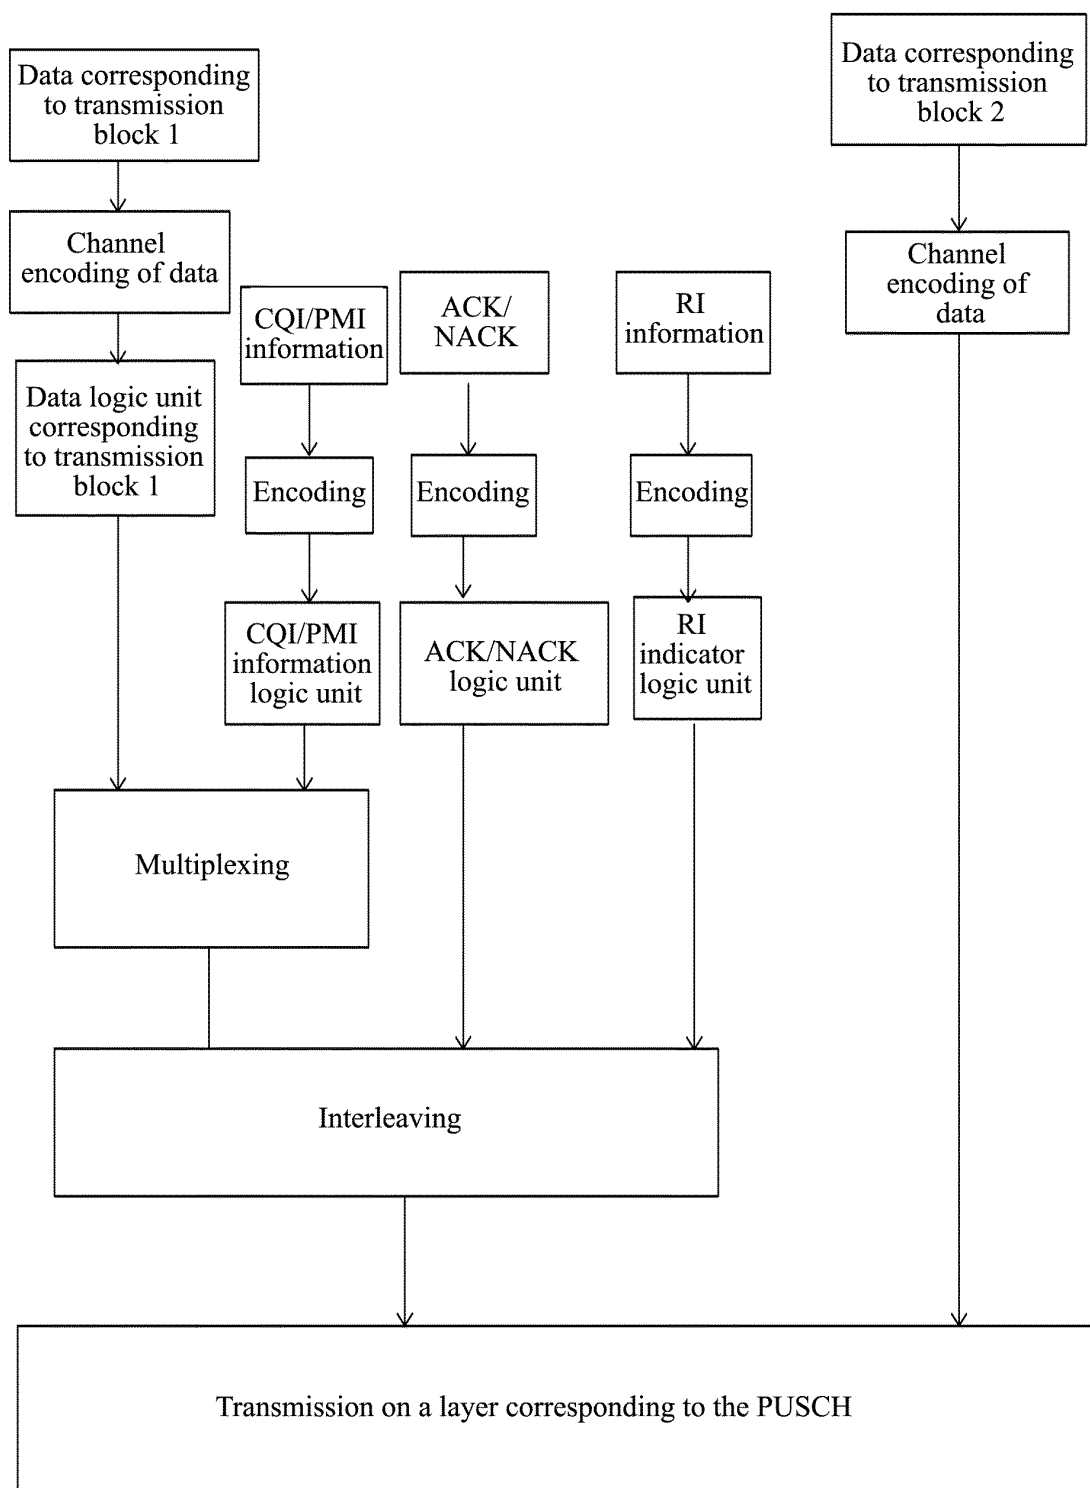 Data corresponding
to transmission
block 1
Data corresponding
to transmission
block 2
Channel
encoding of data
Channel
encoding of
data
CQI/PMI
information
ACK/
NACK
RI
information
Data logic unit
corresponding
to transmission
block 1
Encoding
Encoding
Encoding
CQI/PMI
information
logic unit
ACK/NACK
logic unit
RI
indicator
logic unit
Multiplexing
Interleaving
Transmission on a layer corresponding to the PUSCH